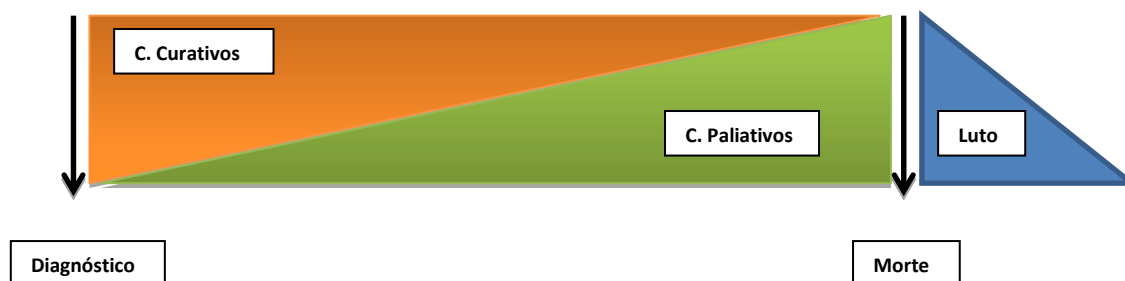 C. Curativos
C. Paliativos
Luto
Diagnóstico
Morte